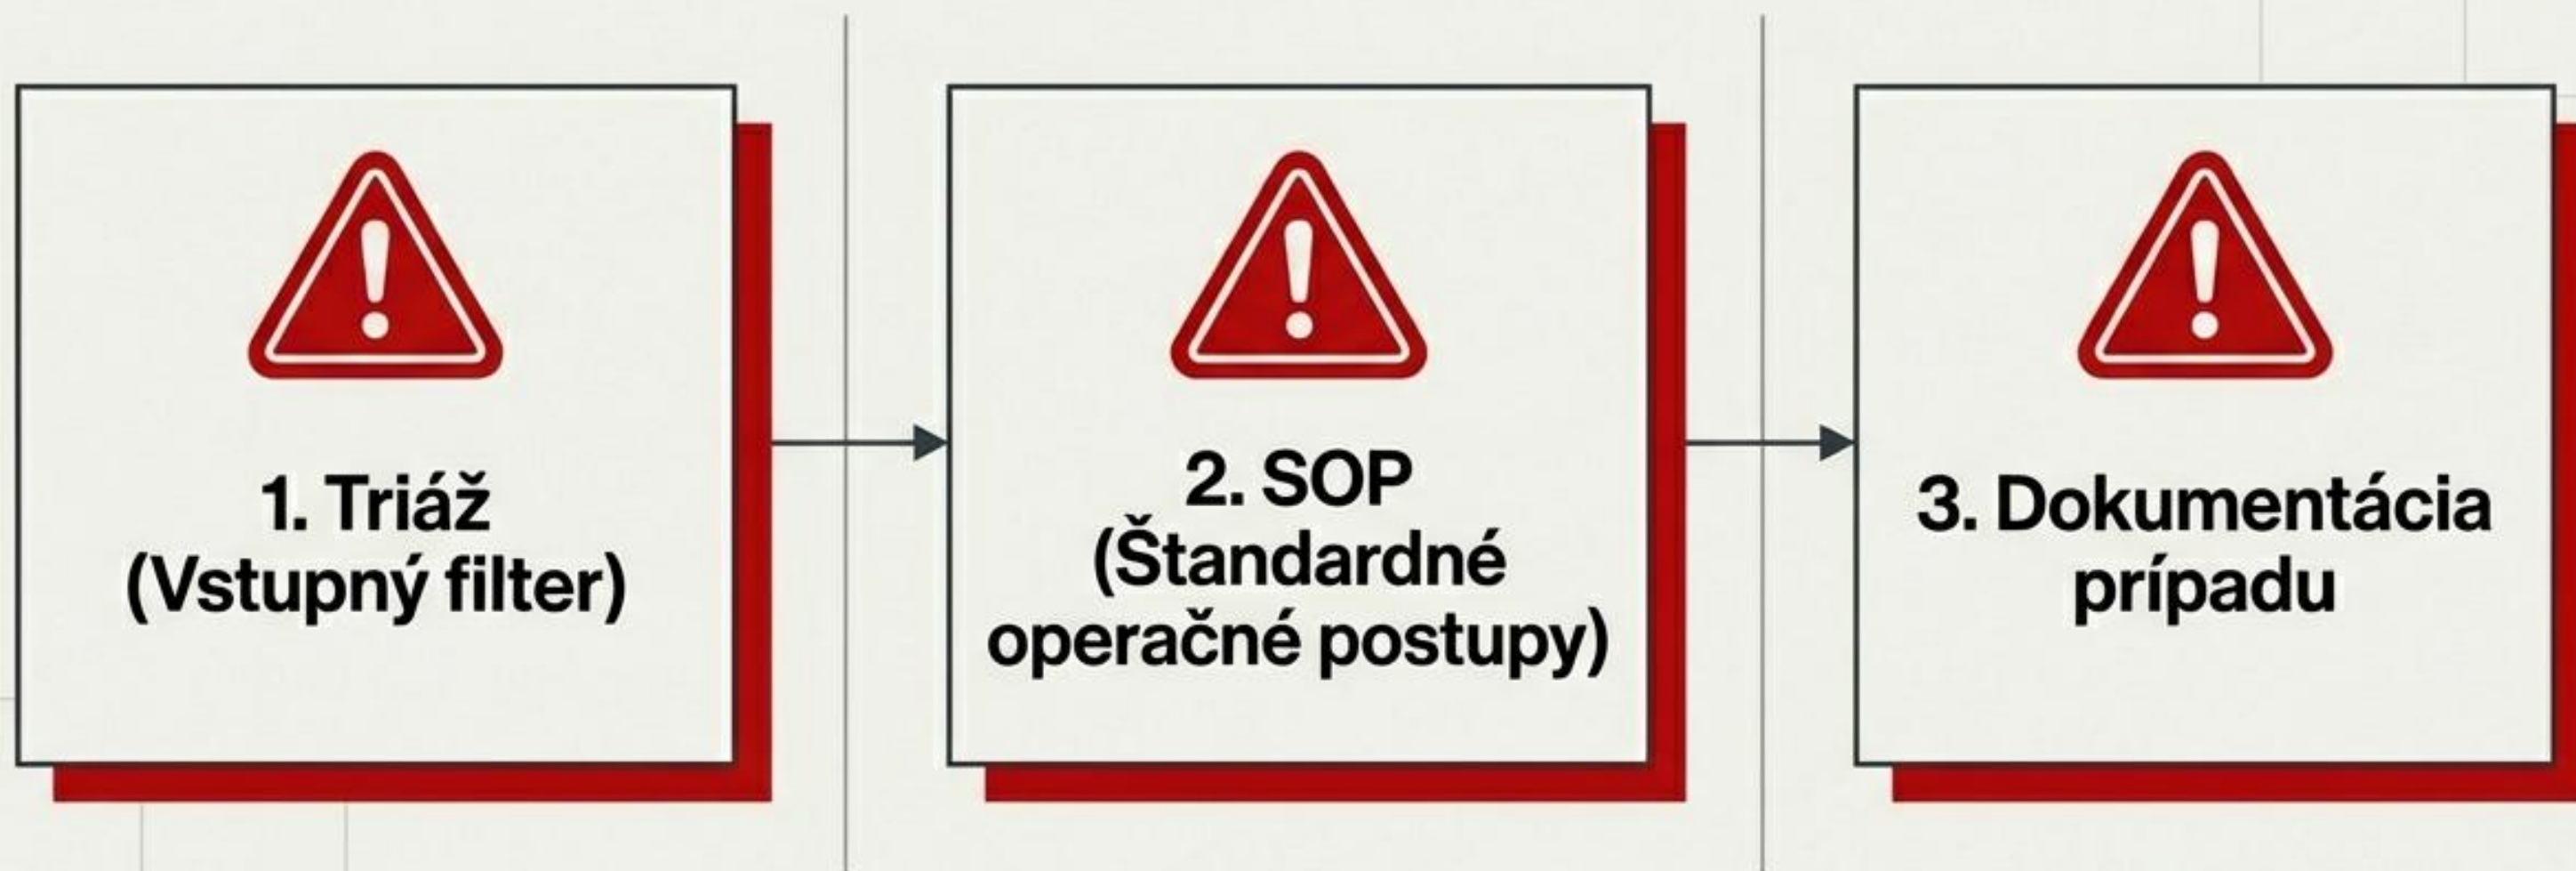 1. Triáž
(Vstupný filter)
2. SOP
(Štandardné
operačné postupy)
3. Dokumentácia
prípadu